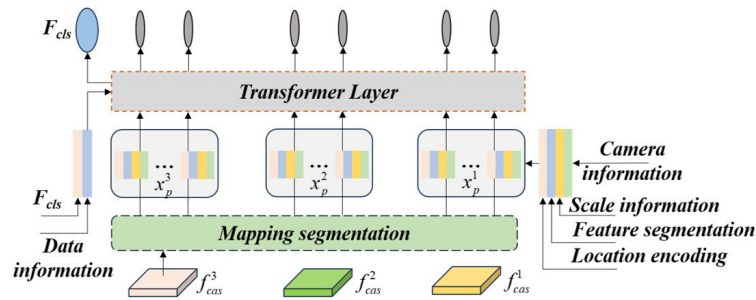 F_cls
Transformer Layer
... ... ...
x_p^3 x_p^2 x_p^1
Camera
information
F_cls
Scale information
Data
information
Mapping segmentation
Feature segmentation
Location encoding
f_cas^3 f_cas^2 f_cas^1